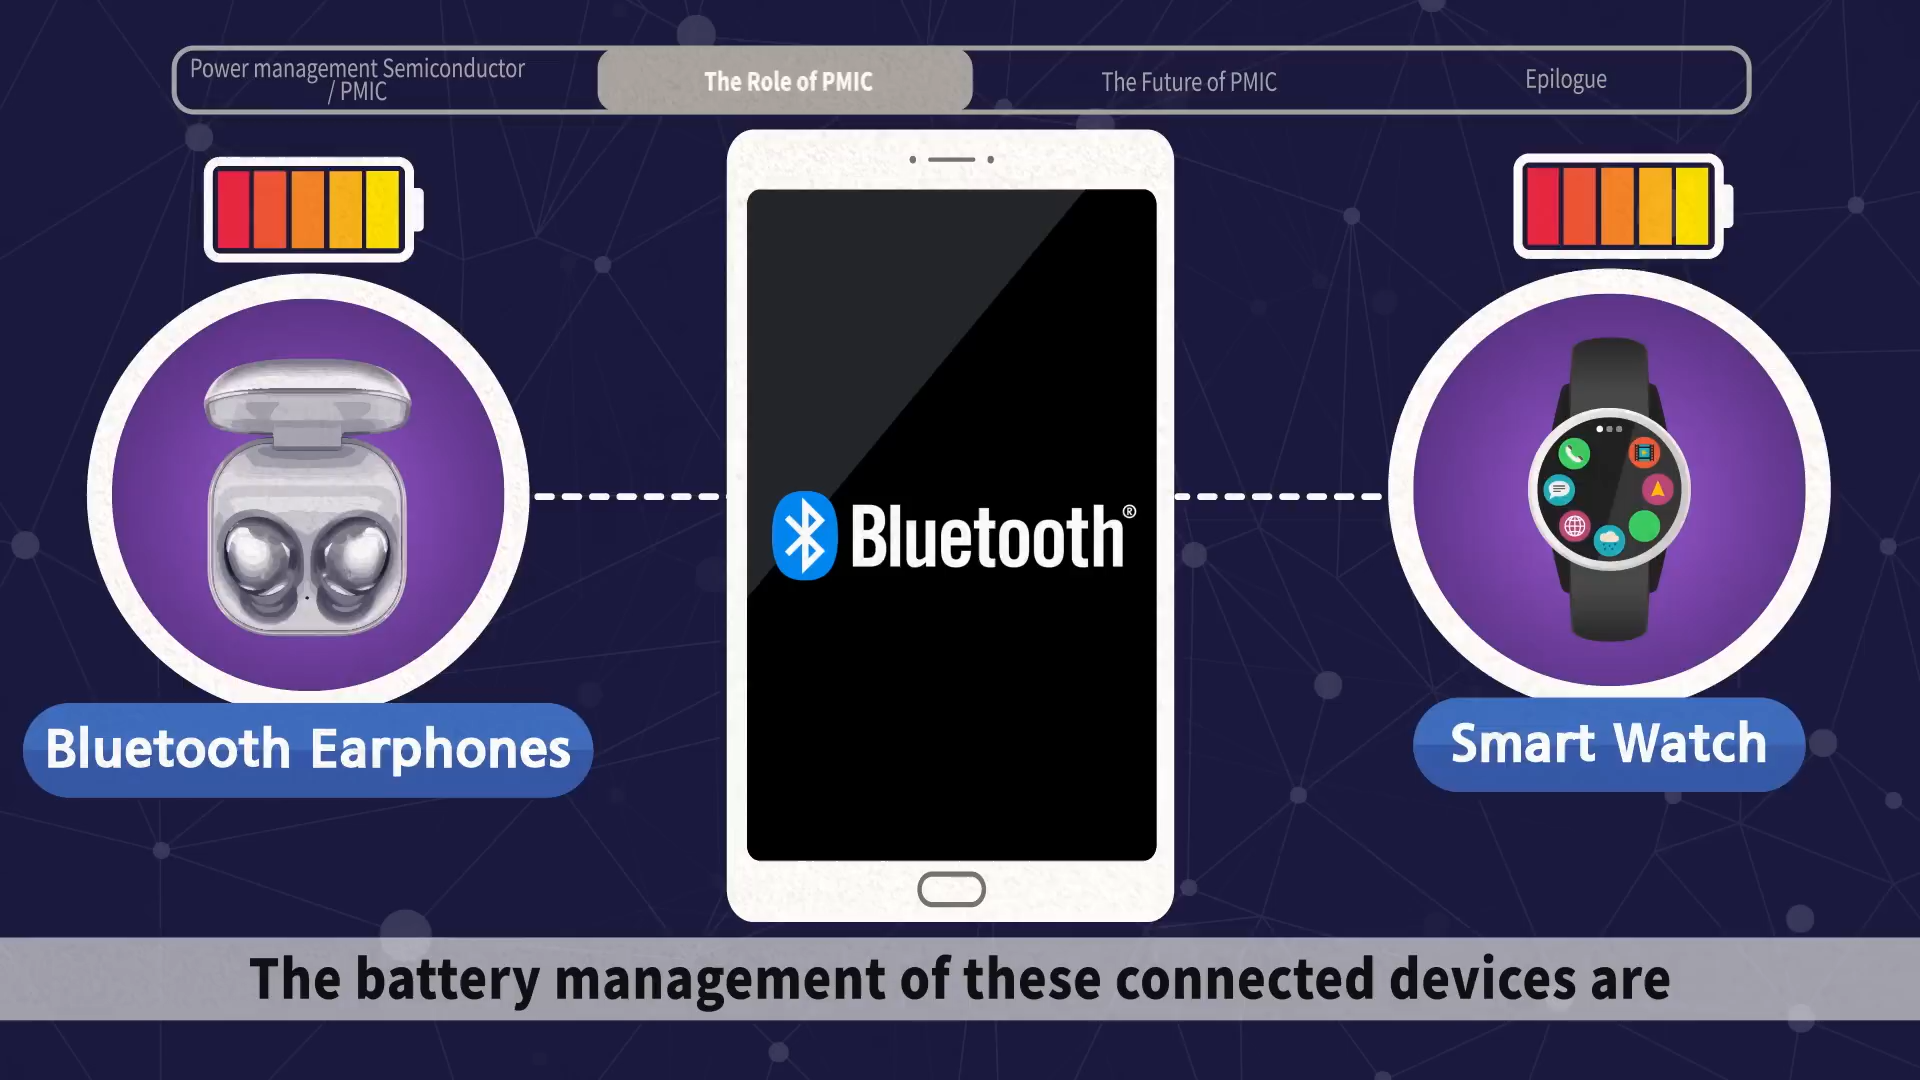 Power management Semiconductor
/ PMIC
The Role of PMIC
The Future of PMIC
Epilogue
Bluetooth®
Bluetooth Earphones
Smart Watch
The battery management of these connected devices are